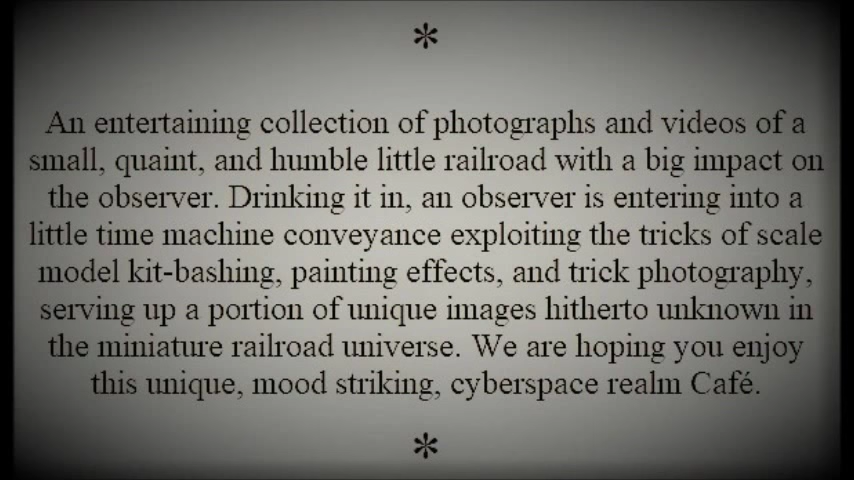 *
An entertaining collection of photographs and videos of a
small, quaint, and humble little railroad with a big impact on
the observer. Drinking it in, an observer is entering into a
little time machine conveyance exploiting the tricks of scale
model kit-bashing, painting effects, and trick photography,
serving up a portion of unique images hitherto unknown in
the miniature railroad universe. We are hoping you enjoy
this unique, mood striking, cyberspace realm Café.
*